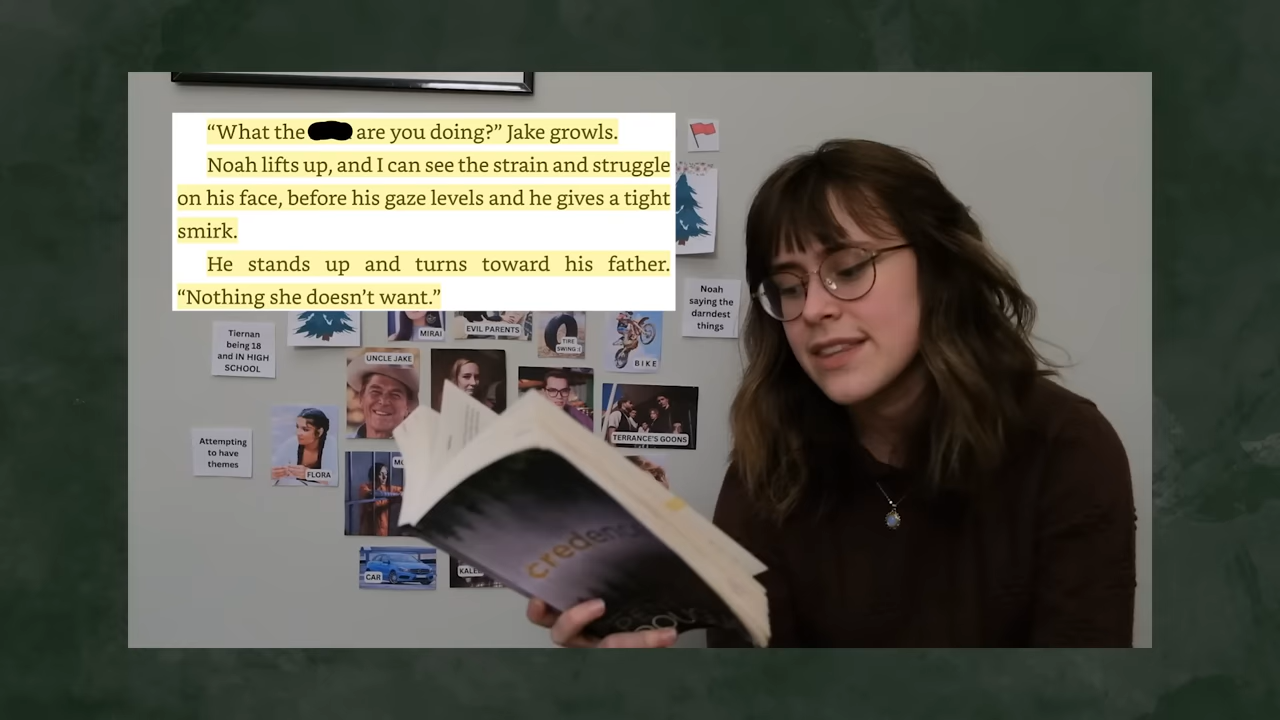 “What the are you doing?” Jake growls.
Noah lifts up, and I can see the strain and struggle
on his face, before his gaze levels and he gives a tight
smirk.
He stands up and turns toward his father.
“Nothing she doesn’t want.”
Noah
saying the
darndest
things
Tiernan
being 18
and IN HIGH
SCHOOL
MIRAI
EVIL PARENTS
TIRE
SWING :(
BIKE
UNCLE JAKE
TERRANCE'S GOONS
Attempting
to have
themes
FLORA
CAR
credence